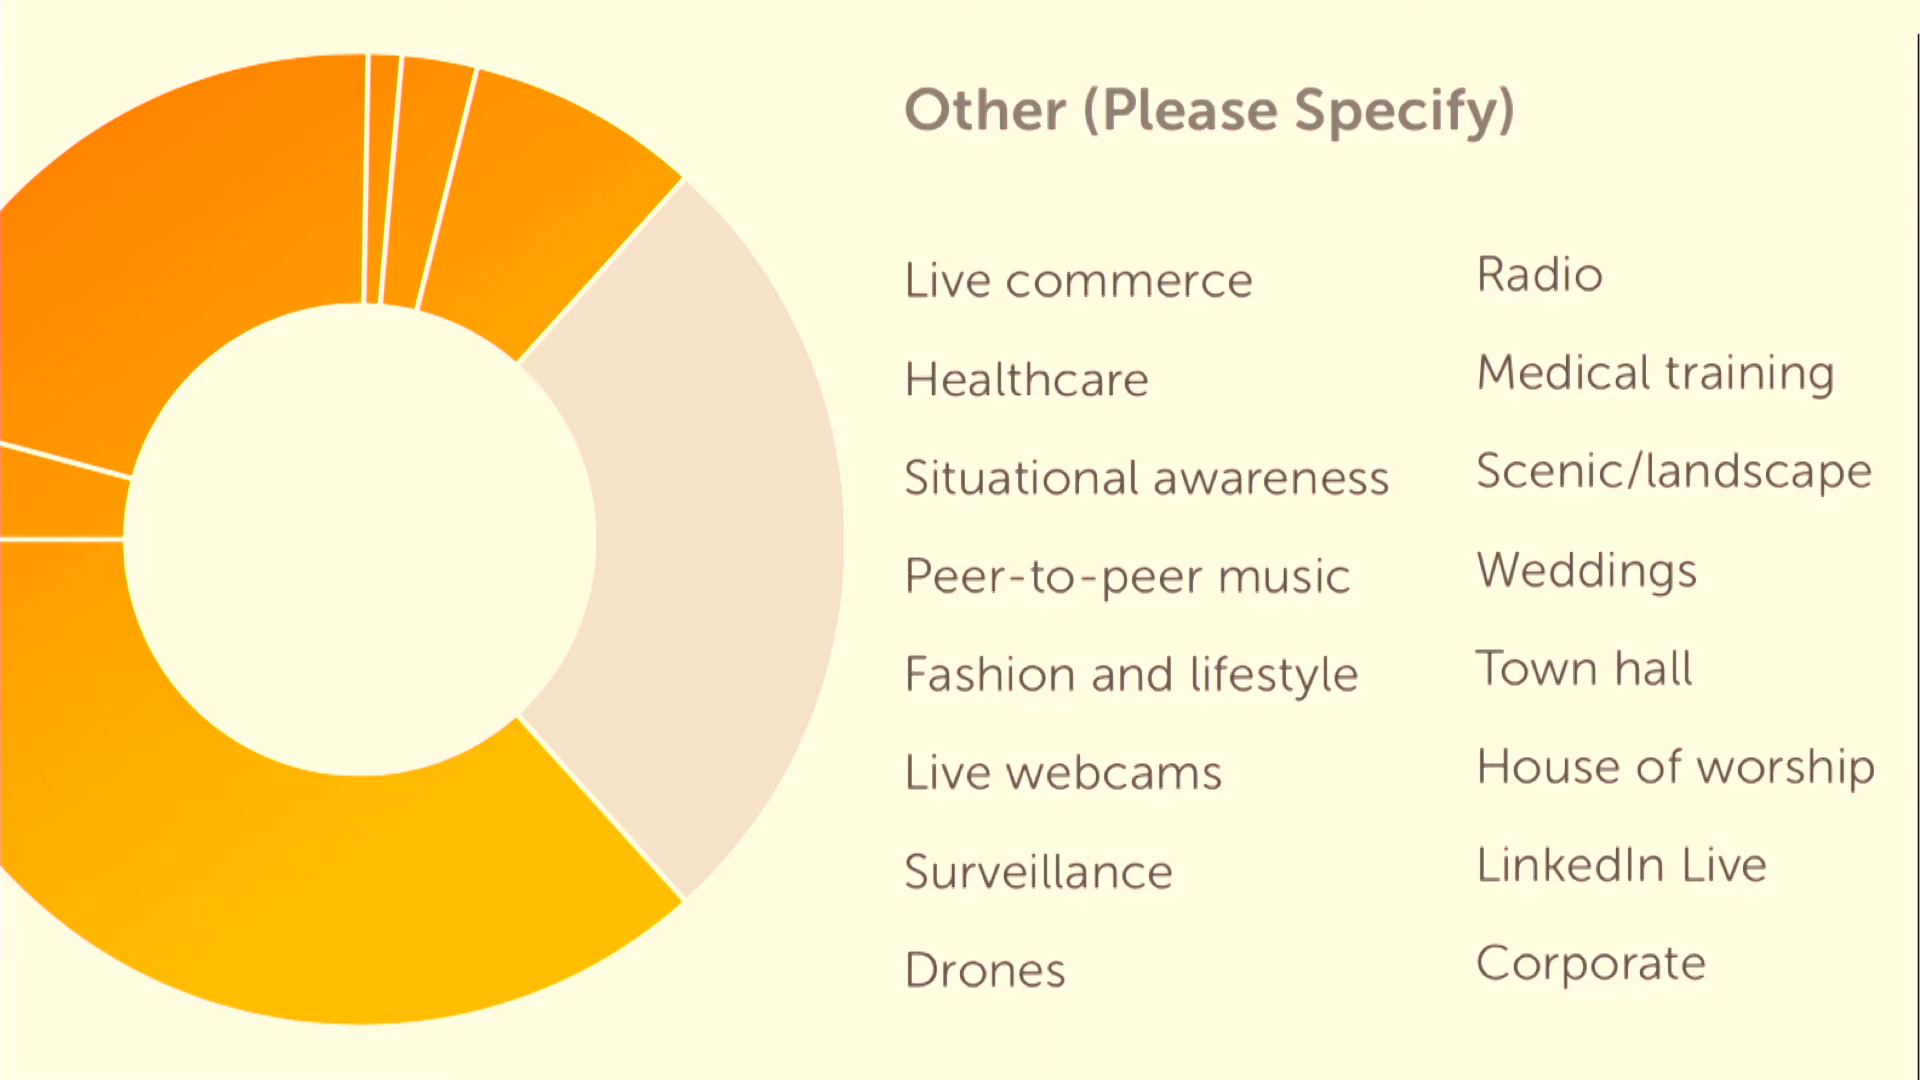 Other (Please Specify)
Live commerce
Healthcare
Situational awareness
Peer-to-peer music
Fashion and lifestyle
Live webcams
Surveillance
Drones
Radio
Medical training
Scenic/landscape
Weddings
Town hall
House of worship
LinkedIn Live
Corporate